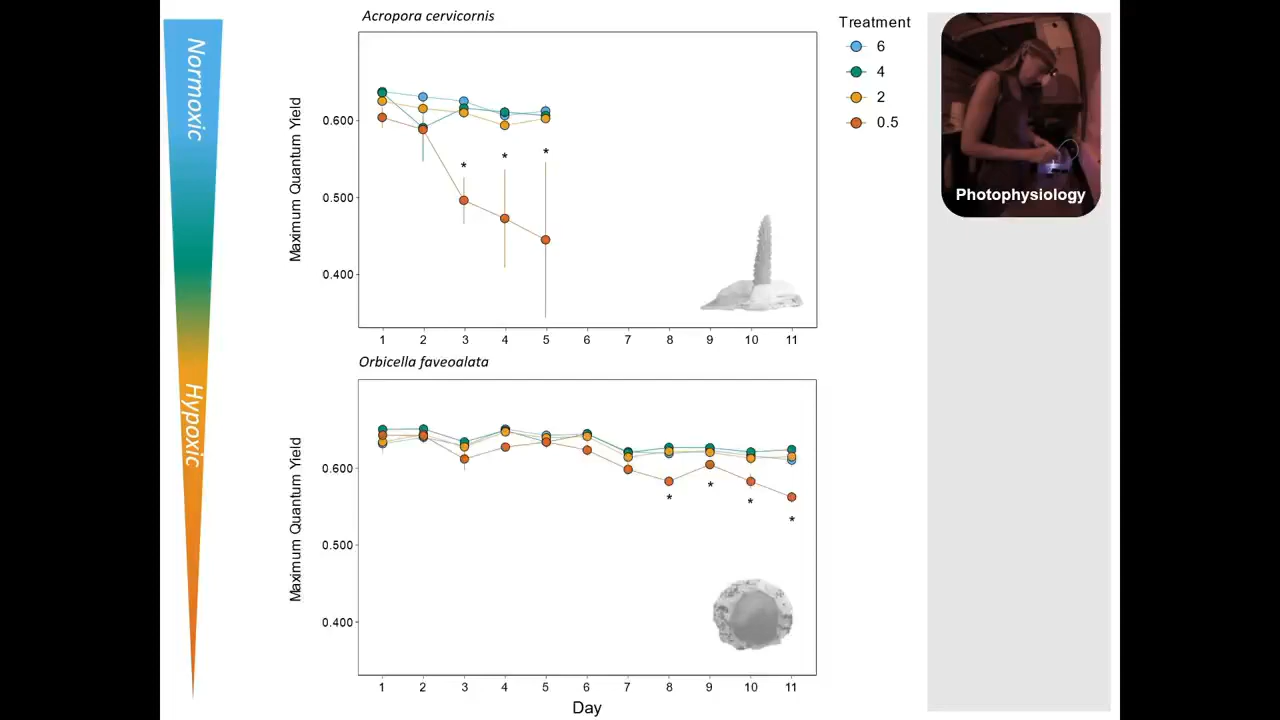 Normoxic
Hypoxic
Acropora cervicornis
Maximum Quantum Yield
0.600
0.500
0.400
*
*
*
1 2 3 4 5 6 7 8 9 10 11
Orbicella faveoalata
Maximum Quantum Yield
0.600
0.500
0.400
*
*
*
*
1 2 3 4 5 6 7 8 9 10 11
Day
Treatment
6
4
2
0.5
Photophysiology